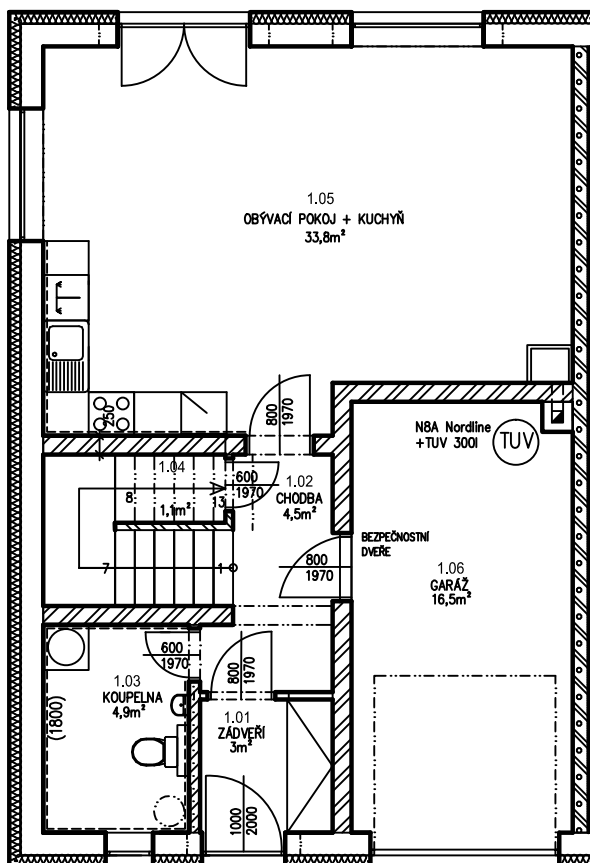 1.05
OBÝVACÍ POKOJ + KUCHYŇ
33,8m²
250
800
1970
N8A Nordline
+TUV 300l
TUV
1.04
8
1,1m²
13
600
1970
1.02
CHODBA
4,5m²
BEZPEČNOSTNÍ
DVEŘE
7
1
800
1970
1.06
GARÁŽ
16,5m²
600
1970
800
1970
1.03
KOUPELNA
4,9m²
(1800)
1.01
ZÁDVEŘÍ
3m²
1000
2000